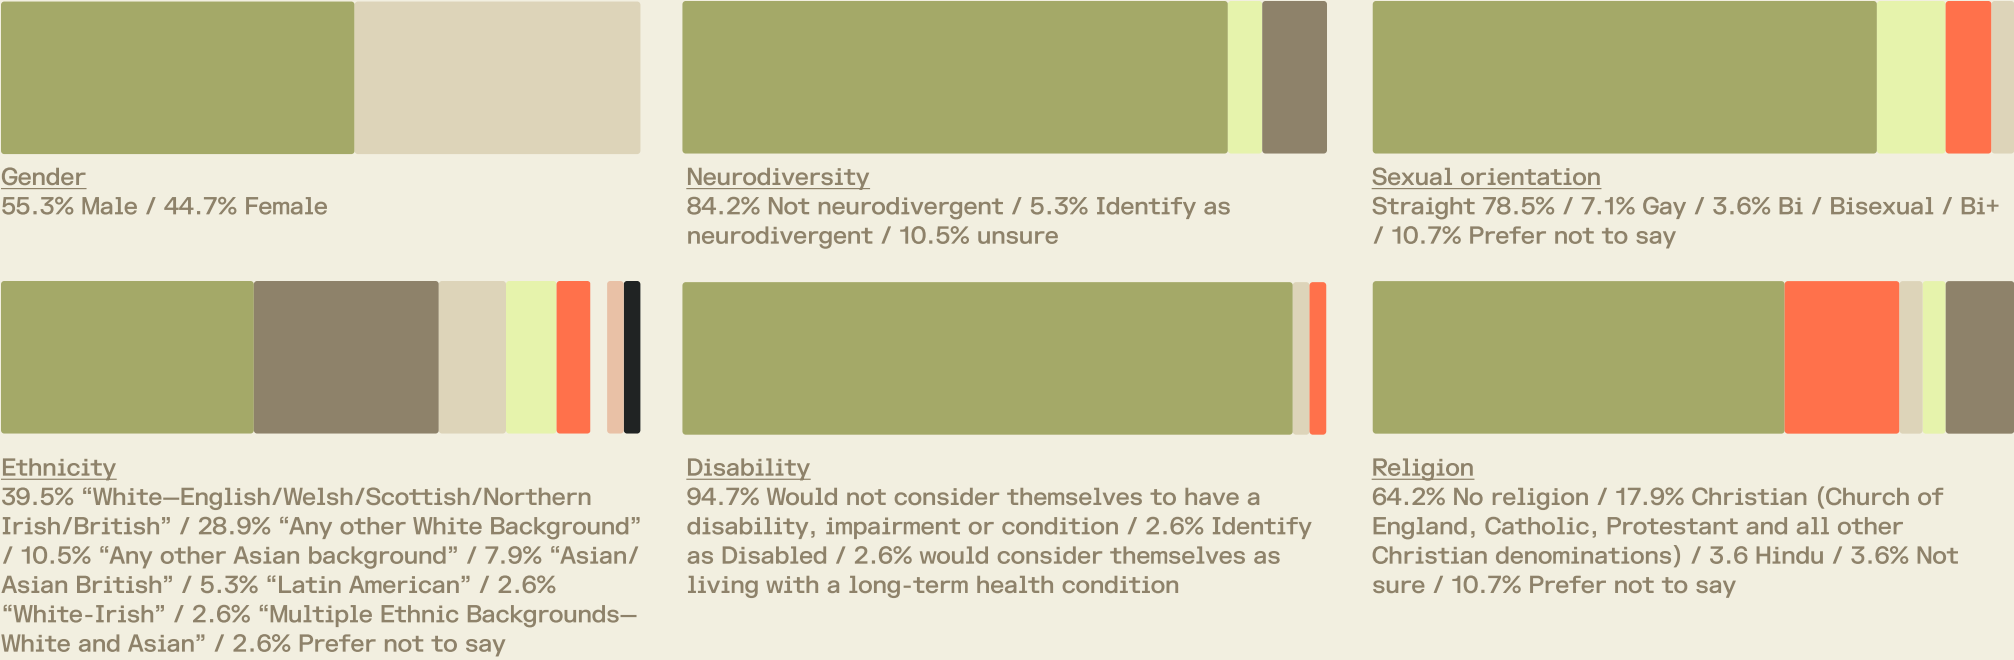 Gender
55.3% Male / 44.7% Female
Neurodiversity
84.2% Not neurodivergent / 5.3% Identify as
neurodivergent / 10.5% unsure
Sexual orientation
Straight 78.5% / 7.1% Gay / 3.6% Bi / Bisexual / Bi+
/ 10.7% Prefer not to say
Ethnicity
39.5% “White—English/Welsh/Scottish/Northern
Irish/British” / 28.9% “Any other White Background”
/ 10.5% “Any other Asian background” / 7.9% “Asian/
Asian British” / 5.3% “Latin American” / 2.6%
“White-Irish” / 2.6% “Multiple Ethnic Backgrounds—
White and Asian” / 2.6% Prefer not to say
Disability
94.7% Would not consider themselves to have a
disability, impairment or condition / 2.6% Identify
as Disabled / 2.6% would consider themselves as
living with a long-term health condition
Religion
64.2% No religion / 17.9% Christian (Church of
England, Catholic, Protestant and all other
Christian denominations) / 3.6 Hindu / 3.6% Not
sure / 10.7% Prefer not to say